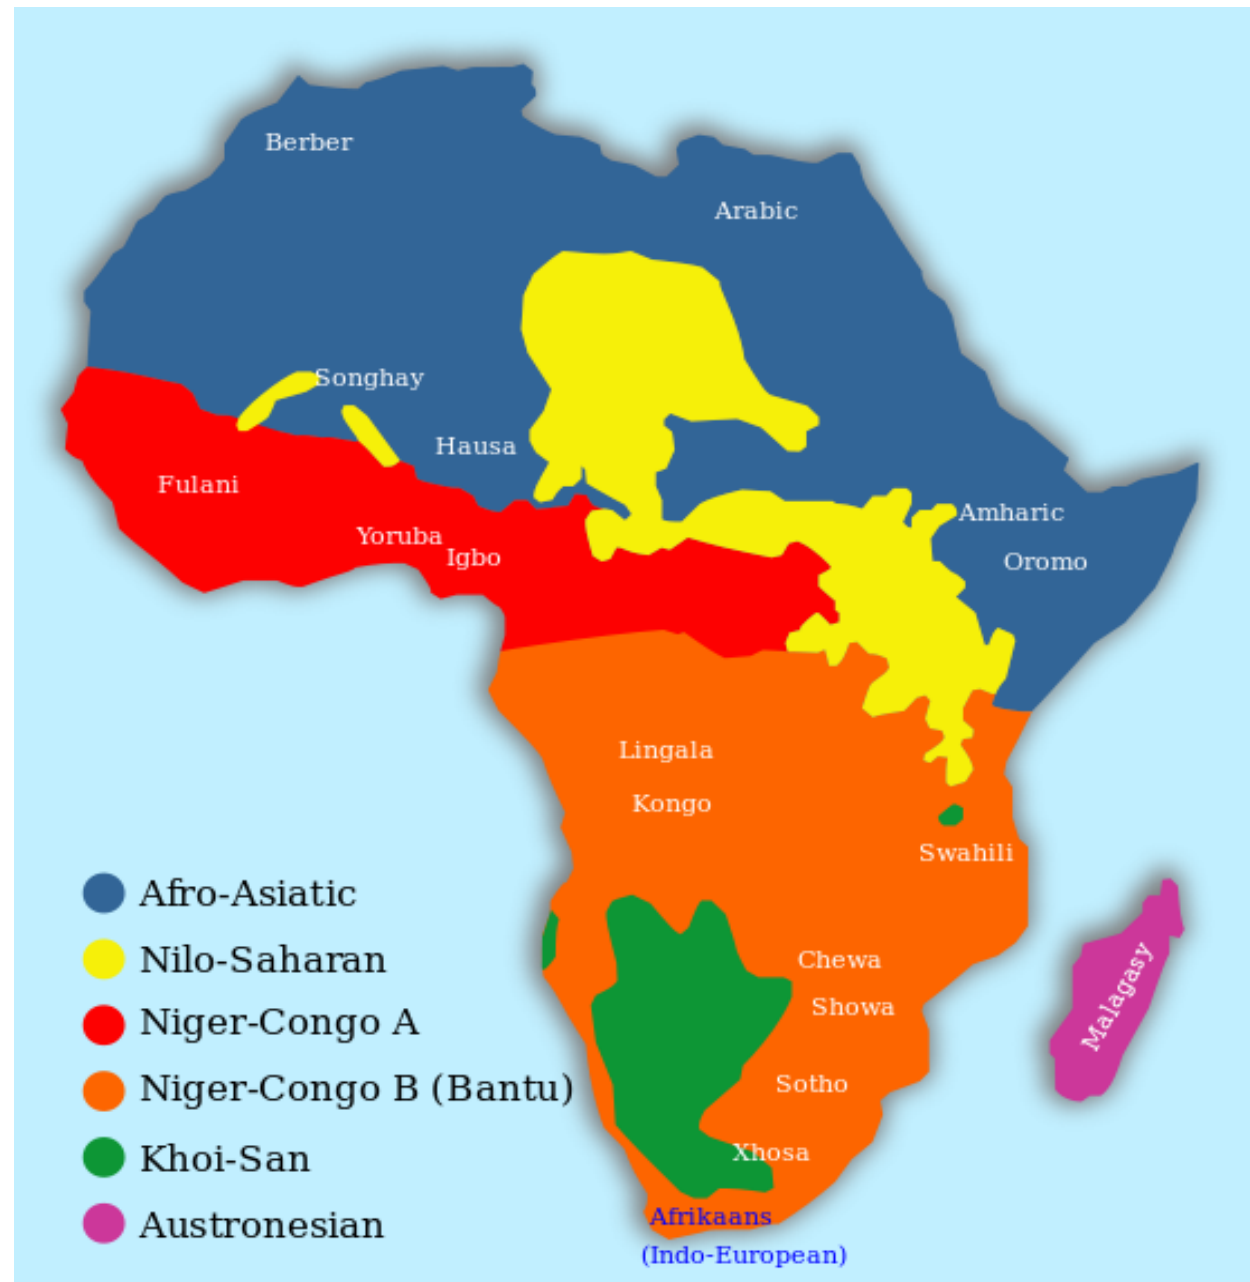 Berber
Arabic
Songhay
Hausa
Fulani
Amharic
Yoruba
Igbo
Oromo
Lingala
Kongo
Swahili
Chewa
Showa
Malagasy
Sotho
Xhosa
Afrikaans
(Indo-European)
Afro-Asiatic
Nilo-Saharan
Niger-Congo A
Niger-Congo B (Bantu)
Khoi-San
Austronesian